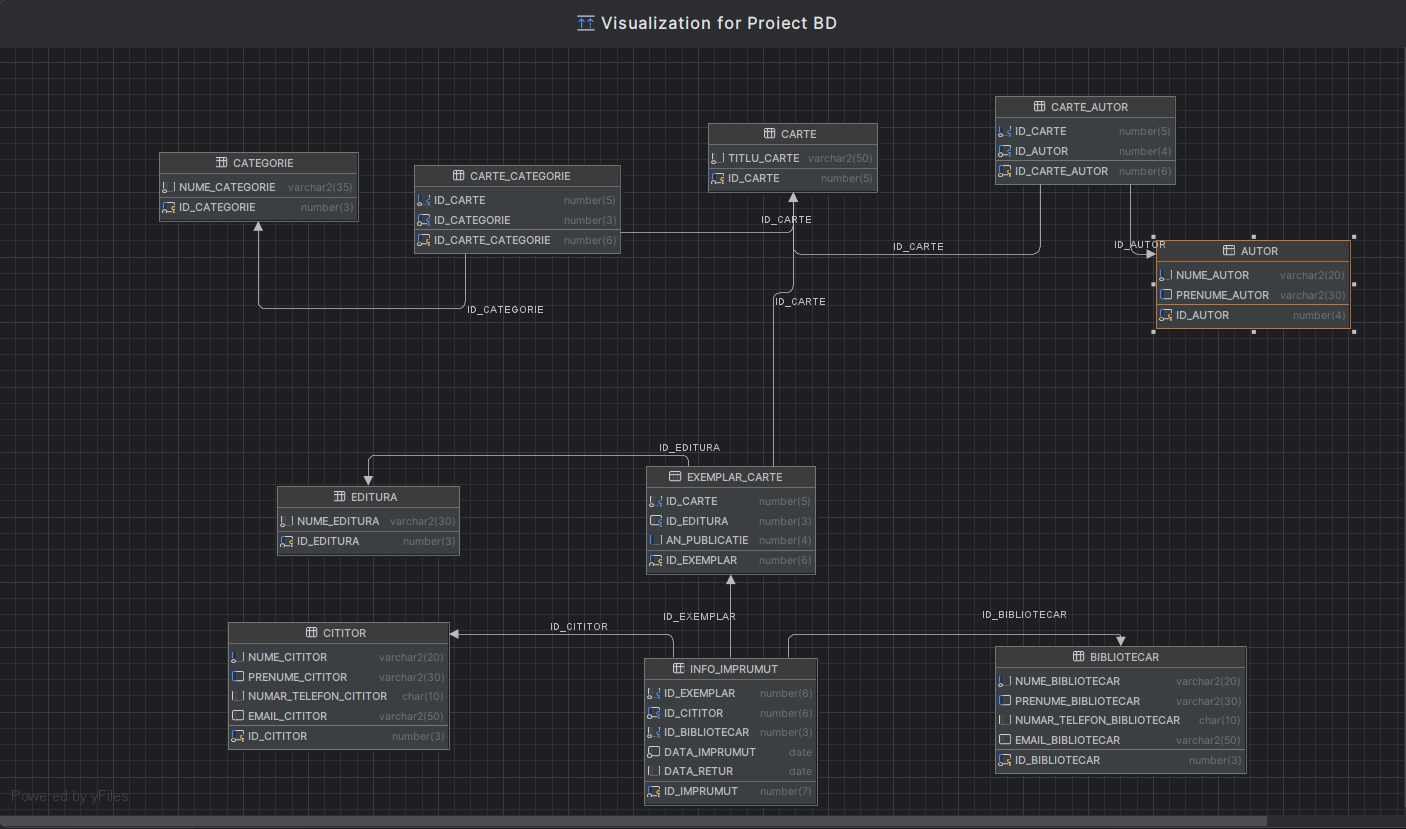 Visualization for Proiect BD
CARTE_AUTOR
ID_CARTE number(5)
ID_AUTOR number(4)
ID_CARTE_AUTOR number(6)
CARTE
TITLU_CARTE varchar2(50)
ID_CARTE number(5)
CATEGORIE
NUME_CATEGORIE varchar2(35)
ID_CATEGORIE number(3)
CARTE_CATEGORIE
ID_CARTE number(5)
ID_CATEGORIE number(3)
ID_CARTE_CATEGORIE number(6)
ID_CARTE
ID_CARTE
ID_AUTOR
AUTOR
NUME_AUTOR varchar2(20)
PRENUME_AUTOR varchar2(30)
ID_AUTOR number(4)
ID_CARTE
ID_CATEGORIE
ID_EDITURA
EXEMPLAR_CARTE
ID_CARTE number(5)
ID_EDITURA number(3)
AN_PUBLICATIE number(4)
ID_EXEMPLAR number(6)
EDITURA
NUME_EDITURA varchar2(30)
ID_EDITURA number(3)
ID_CITITOR
ID_EXEMPLAR
ID_BIBLIOTECAR
CITITOR
NUME_CITITOR varchar2(20)
PRENUME_CITITOR varchar2(30)
NUMAR_TELEFON_CITITOR char(10)
EMAIL_CITITOR varchar2(50)
ID_CITITOR number(3)
INFO_IMPRUMUT
ID_EXEMPLAR number(6)
ID_CITITOR number(6)
ID_BIBLIOTECAR number(3)
DATA_IMPRUMUT date
DATA_RETUR date
ID_IMPRUMUT number(7)
BIBLIOTECAR
NUME_BIBLIOTECAR varchar2(20)
PRENUME_BIBLIOTECAR varchar2(30)
NUMAR_TELEFON_BIBLIOTECAR char(10)
EMAIL_BIBLIOTECAR varchar2(50)
ID_BIBLIOTECAR number(3)
Powered by yFiles